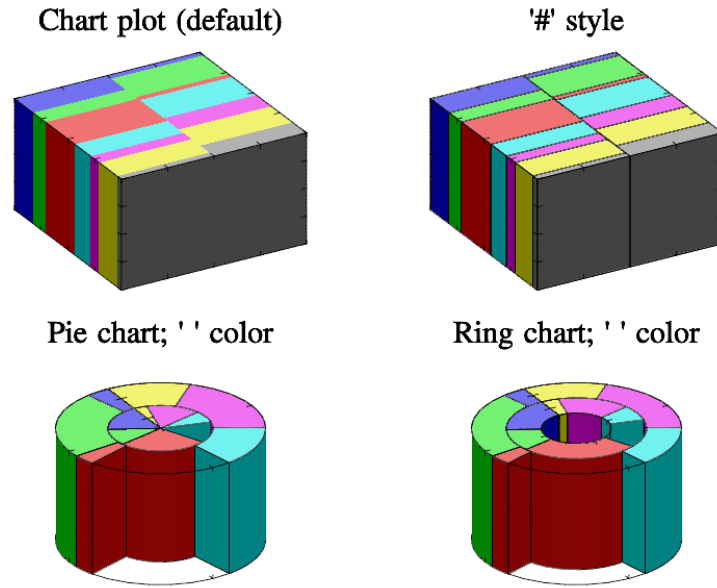 Chart plot (default)
'#' style
Pie chart; ' ' color
Ring chart; ' ' color